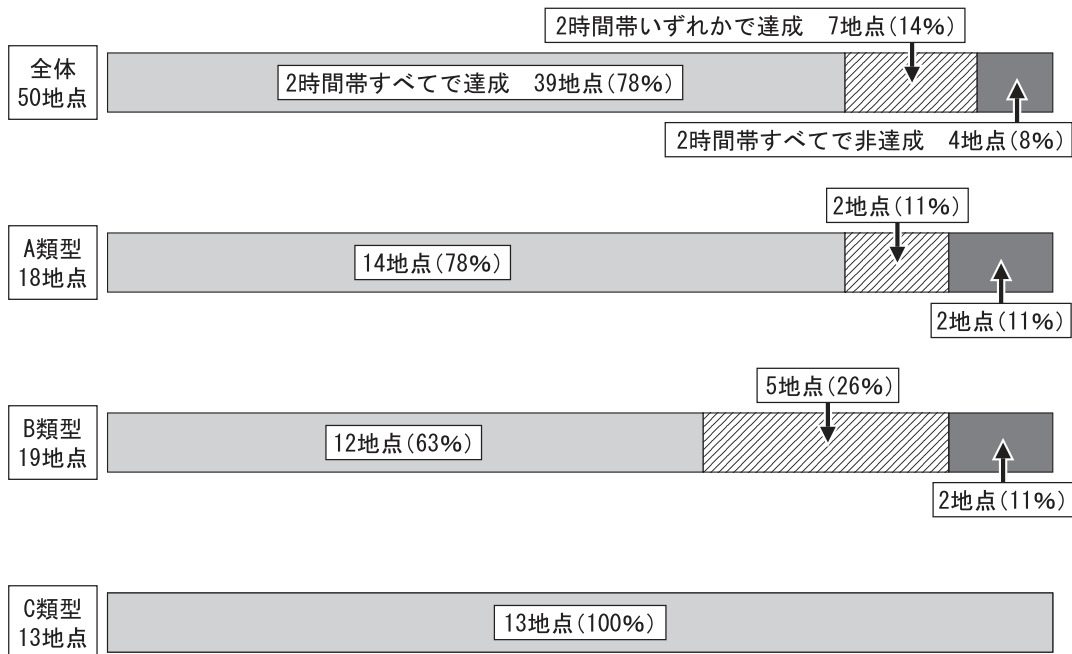 2時間帯いずれかで達成　7地点(14%)
全体
50地点
2時間帯すべてで達成　39地点(78%)
2時間帯すべてで非達成　4地点(8%)
2地点(11%)
A類型
18地点
14地点(78%)
2地点(11%)
5地点(26%)
B類型
19地点
12地点(63%)
2地点(11%)
C類型
13地点
13地点(100%)